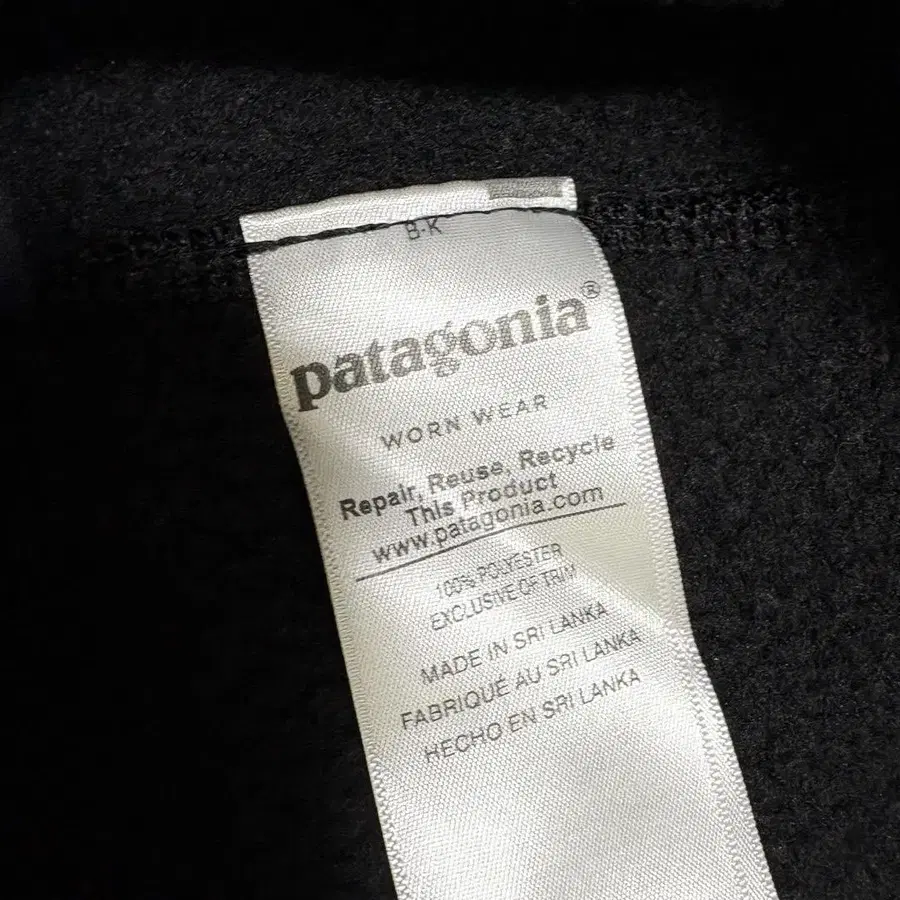 B-K
patagonia®
WORN WEAR
Repair, Reuse, Recycle
This Product
www.patagonia.com
100% POLYESTER
EXCLUSIVE OF TRIM
MADE IN SRI LANKA
FABRIQUÉ AU SRI LANKA
HECHO EN SRI LANKA